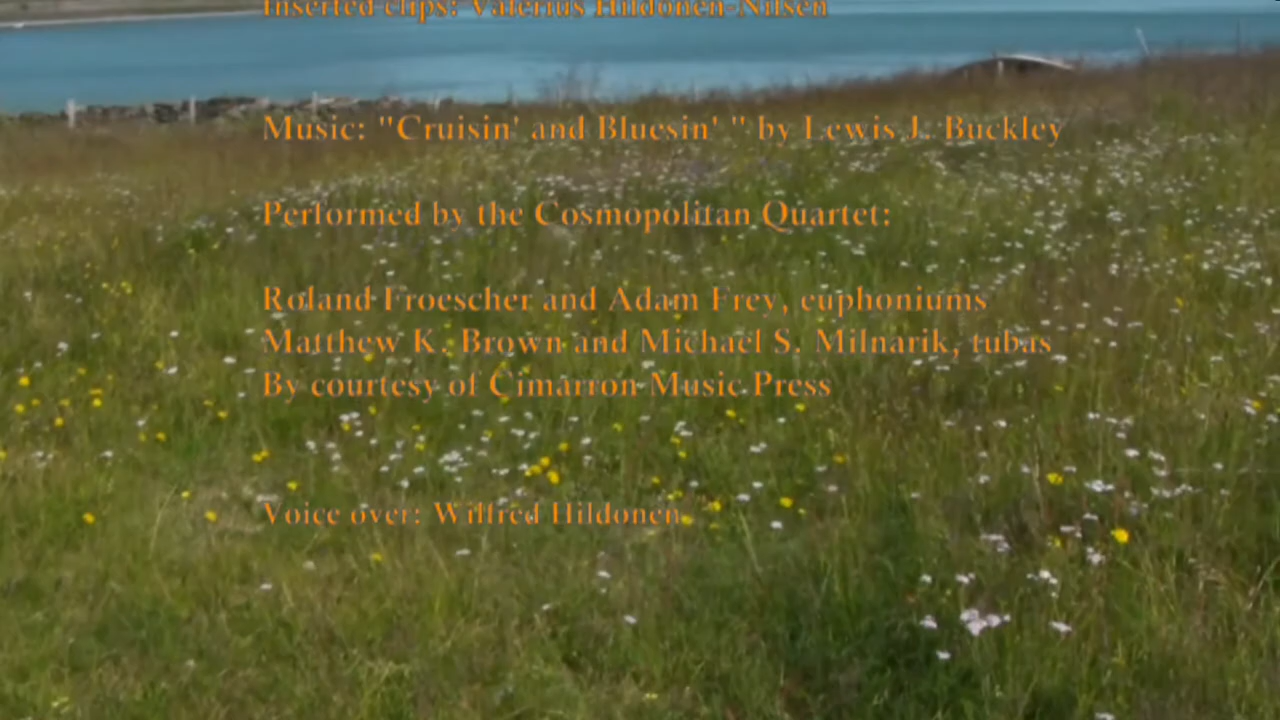 Inserted clips: Valerius Hildonen-Nilsen
Music: "Cruisin' and Bluesin' " by Lewis J. Buckley
Performed by the Cosmopolitan Quartet:
Roland Froescher and Adam Frey, euphoniums
Matthew K. Brown and Michael S. Milnarik, tubas
By courtesy of Cimarron Music Press
Voice over: Wilfred Hildonen